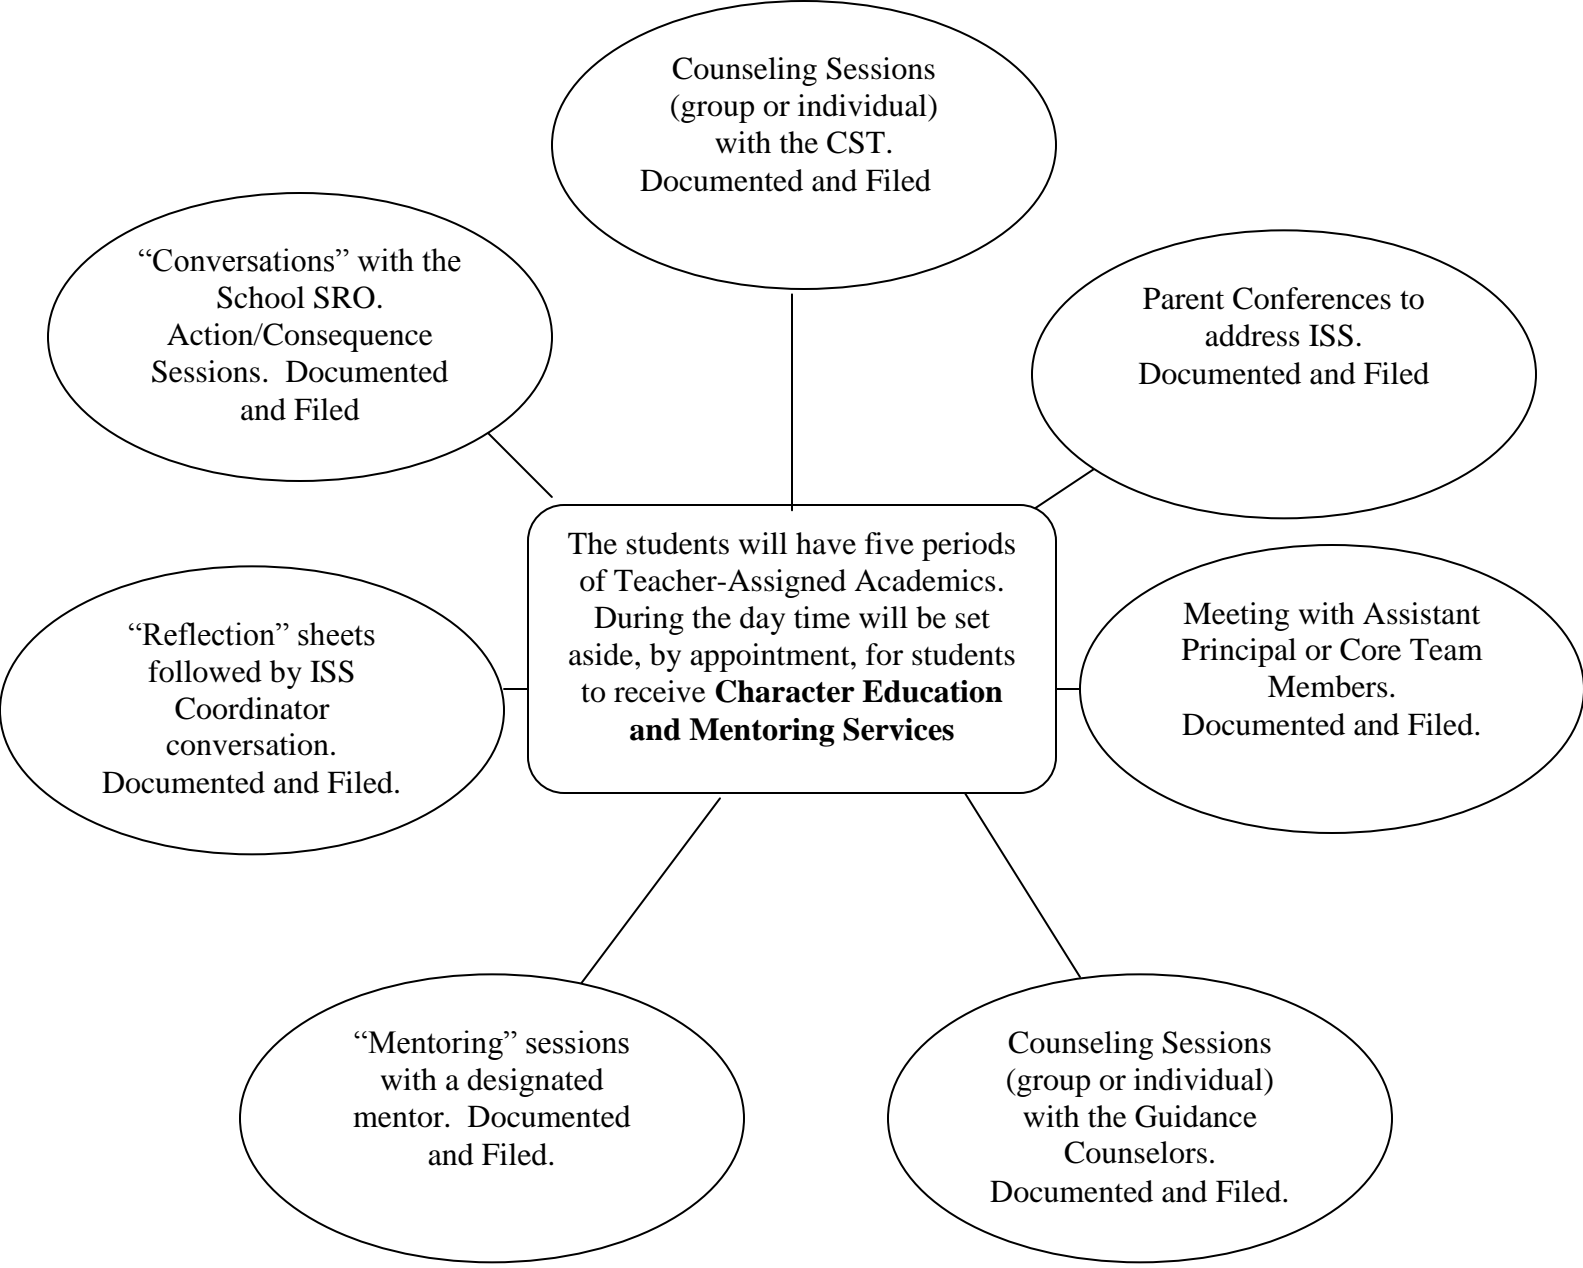 Counseling Sessions
(group or individual)
with the CST.
Documented and Filed
“Conversations” with the
School SRO.
Action/Consequence
Sessions.  Documented
and Filed
Parent Conferences to
address ISS.
Documented and Filed
The students will have five periods
of Teacher-Assigned Academics.
During the day time will be set
aside, by appointment, for students
to receive Character Education
and Mentoring Services
“Reflection” sheets
followed by ISS
Coordinator
conversation.
Documented and Filed.
Meeting with Assistant
Principal or Core Team
Members.
Documented and Filed.
“Mentoring” sessions
with a designated
mentor.  Documented
and Filed.
Counseling Sessions
(group or individual)
with the Guidance
Counselors.
Documented and Filed.